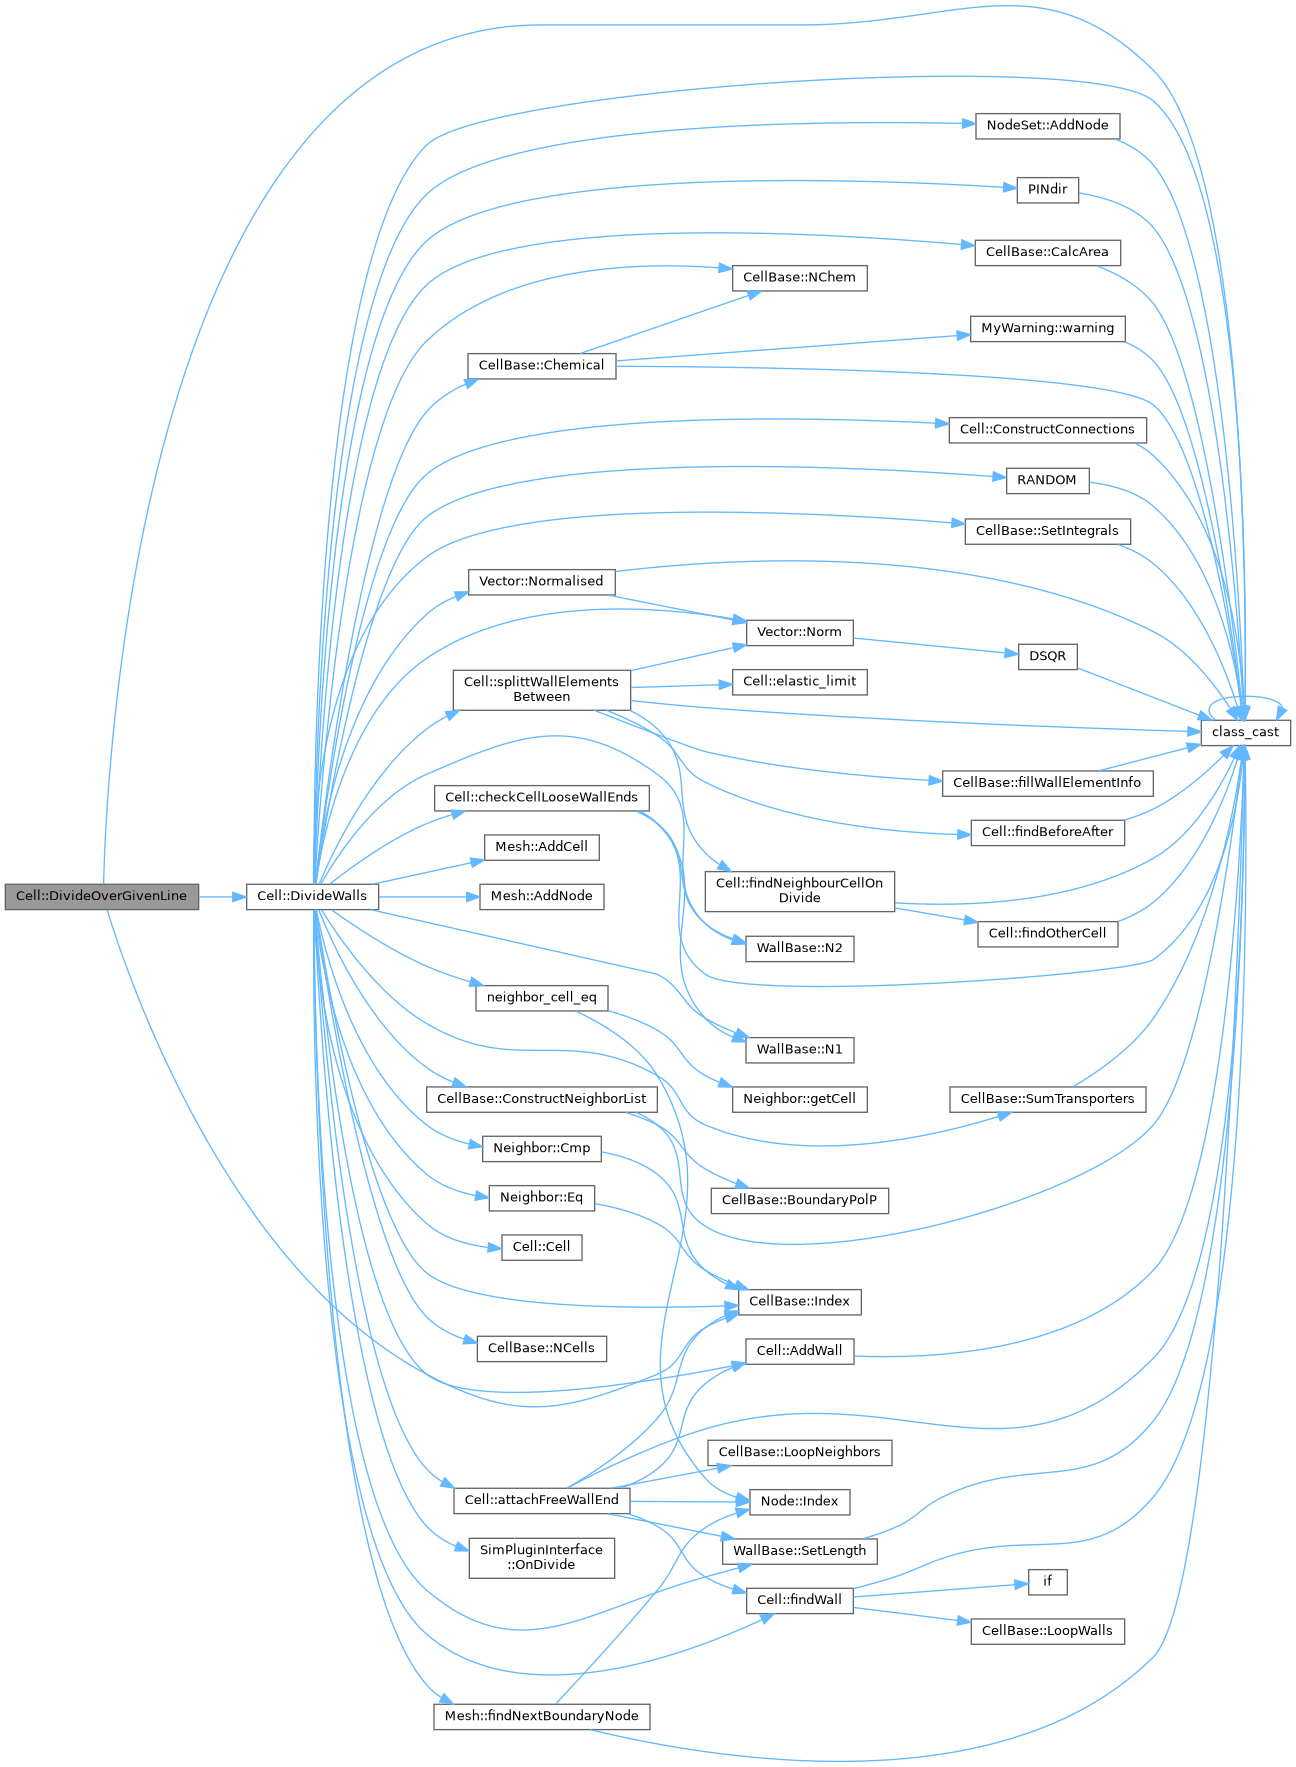 NodeSet::AddNode
PINdir
CellBase::CalcArea
CellBase::NChem
MyWarning::warning
CellBase::Chemical
Cell::ConstructConnections
RANDOM
CellBase::SetIntegrals
Vector::Normalised
Vector::Norm
DSQR
Cell::splittWallElements
Between
Cell::elastic_limit
class_cast
CellBase::fillWallElementInfo
Cell::checkCellLooseWallEnds
Cell::findBeforeAfter
Mesh::AddCell
Cell::findNeighbourCellOn
Divide
Cell::DivideOverGivenLine
Cell::DivideWalls
Mesh::AddNode
Cell::findOtherCell
WallBase::N2
neighbor_cell_eq
WallBase::N1
Neighbor::getCell
CellBase::ConstructNeighborList
CellBase::SumTransporters
Neighbor::Cmp
Neighbor::Eq
CellBase::BoundaryPolP
Cell::Cell
CellBase::Index
CellBase::NCells
Cell::AddWall
CellBase::LoopNeighbors
Cell::attachFreeWallEnd
Node::Index
SimPluginInterface
::OnDivide
WallBase::SetLength
if
Cell::findWall
CellBase::LoopWalls
Mesh::findNextBoundaryNode